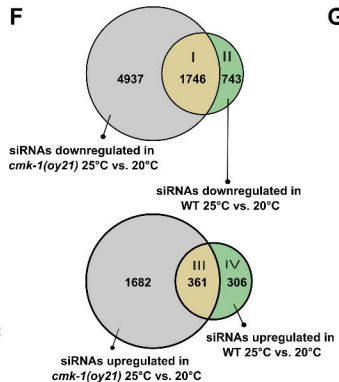 F
G
I II
4937 1746 743
siRNAs downregulated in
cmk-1(oy21) 25°C vs. 20°C
siRNAs downregulated in
WT 25°C vs. 20°C
III IV
1682 361 306
siRNAs upregulated in
WT 25°C vs. 20°C
siRNAs upregulated in
cmk-1(oy21) 25°C vs. 20°C